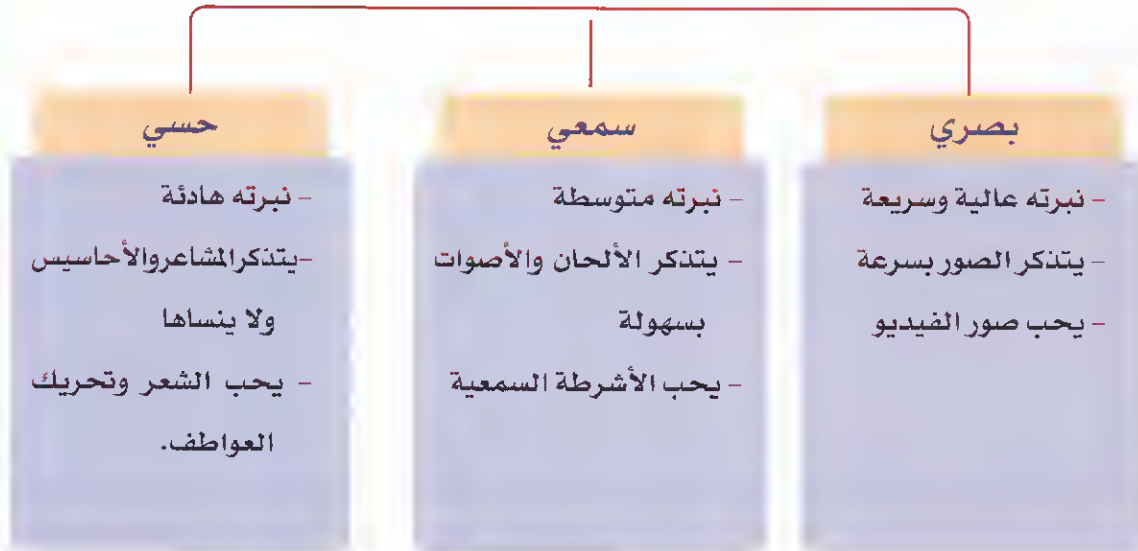 بصري
– نبرته عالية وسريعة
– يتذكر الصور بسرعة
– يحب صور الفيديو
سمعي
– نبرته متوسطة
– يتذكر الألحان والأصوات
بسهولة
– يحب الأشرطة السمعية
حسي
– نبرته هادئة
–يتذكرالمشاعروالأحاسيس
ولا ينساها
– يحب الشعر وتحريك
العواطف.